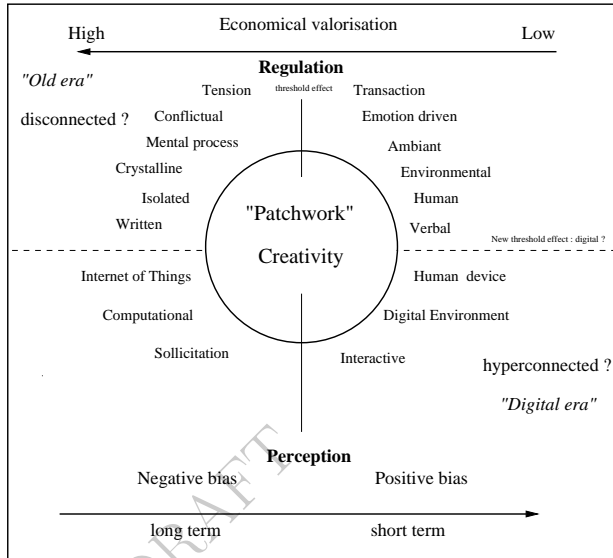 Economical valorisation
High
Low
Regulation
"Old era"
Tension
threshold effect
Transaction
disconnected ?
Conflictual
Emotion driven
Mental process
Ambiant
Crystalline
Environmental
Isolated
Human
"Patchwork"
Written
Verbal
New threshold effect : digital ?
Creativity
Internet of Things
Human device
Computational
Digital Environment
Sollicitation
Interactive
hyperconnected ?
"Digital era"
Perception
Negative bias
Positive bias
long term
short term
DRAFT